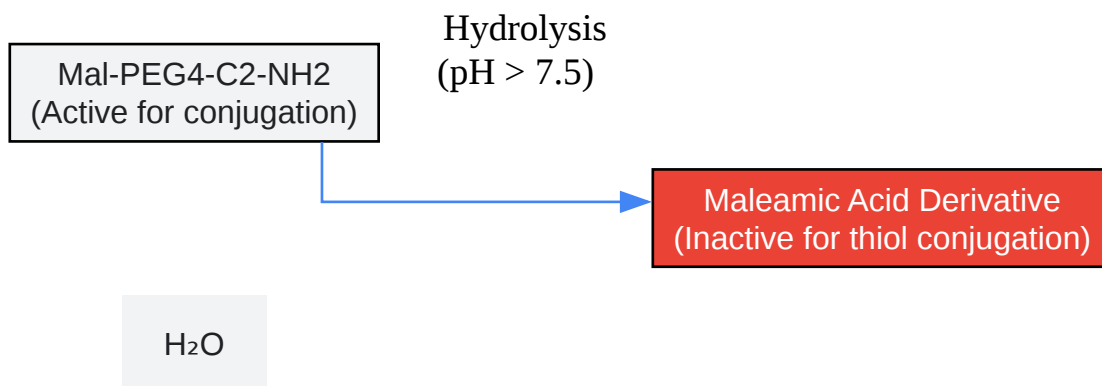 Hydrolysis
(pH > 7.5)
Mal-PEG4-C2-NH2
(Active for conjugation)
Maleamic Acid Derivative
(Inactive for thiol conjugation)
H₂O